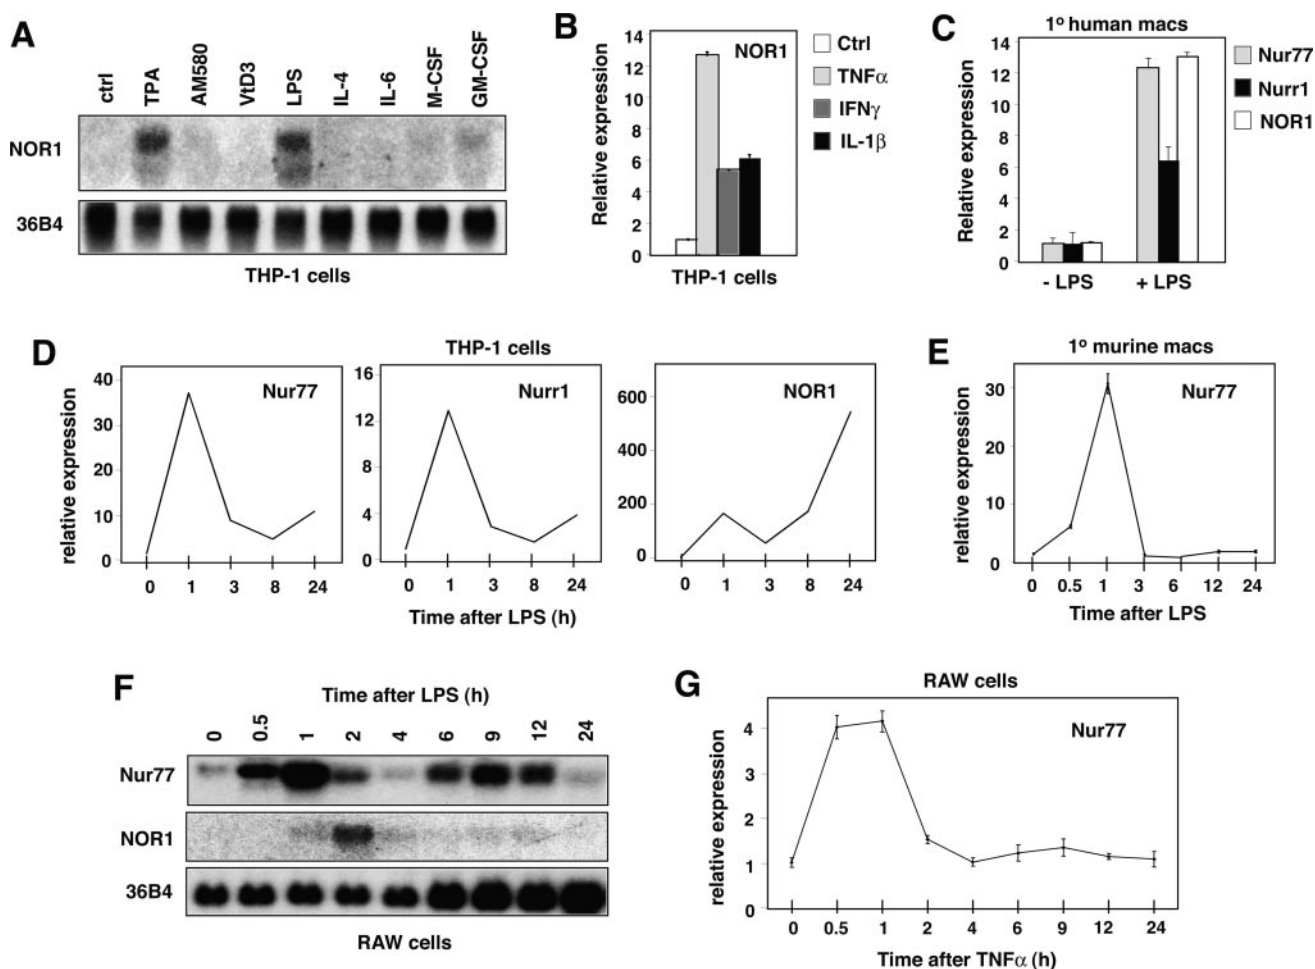 A
ctrl TPA AM580 VtD3 LPS IL-4 IL-6 M-CSF GM-CSF
NOR1
36B4
THP-1 cells
B
NOR1
Relative expression
14
12
10
8
6
4
2
0
THP-1 cells
Ctrl
TNFα
IFNγ
IL-1β
C
1º human macs
Relative expression
14
12
10
8
6
4
2
0
- LPS + LPS
Nur77
Nurr1
NOR1
D
THP-1 cells
relative expression
40
30
20
10
0
Nur77
0 1 3 8 24
16
12
8
4
0
Nurr1
0 1 3 8 24
600
400
200
0
NOR1
0 1 3 8 24
Time after LPS (h)
E
1º murine macs
relative expression
30
20
10
0
Nur77
0 0.5 1 3 6 12 24
Time after LPS
F
Time after LPS (h)
0 0.5 1 2 4 6 9 12 24
Nur77
NOR1
36B4
RAW cells
G
RAW cells
relative expression
4
3
2
1
0
Nur77
0 0.5 1 2 4 6 9 12 24
Time after TNFα (h)